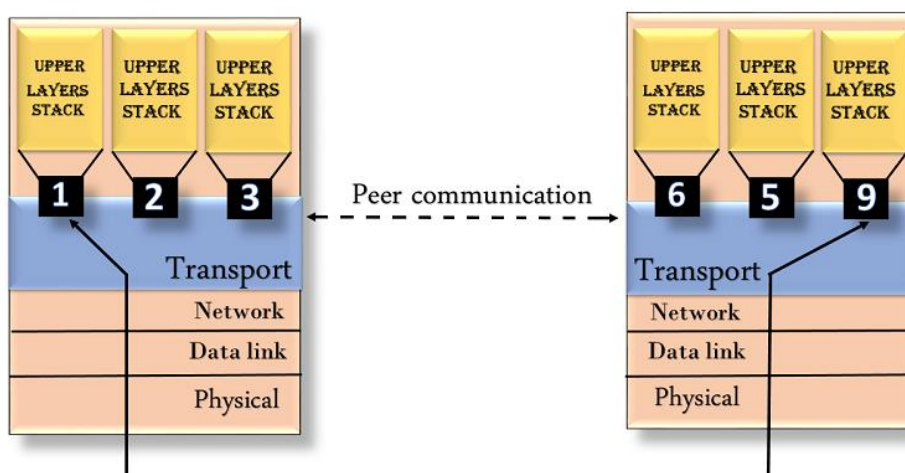 UPPER
LAYERS
STACK
UPPER
LAYERS
STACK
UPPER
LAYERS
STACK
1
2
3
Transport
Network
Data link
Physical
Peer communication
UPPER
LAYERS
STACK
UPPER
LAYERS
STACK
UPPER
LAYERS
STACK
6
5
9
Transport
Network
Data link
Physical